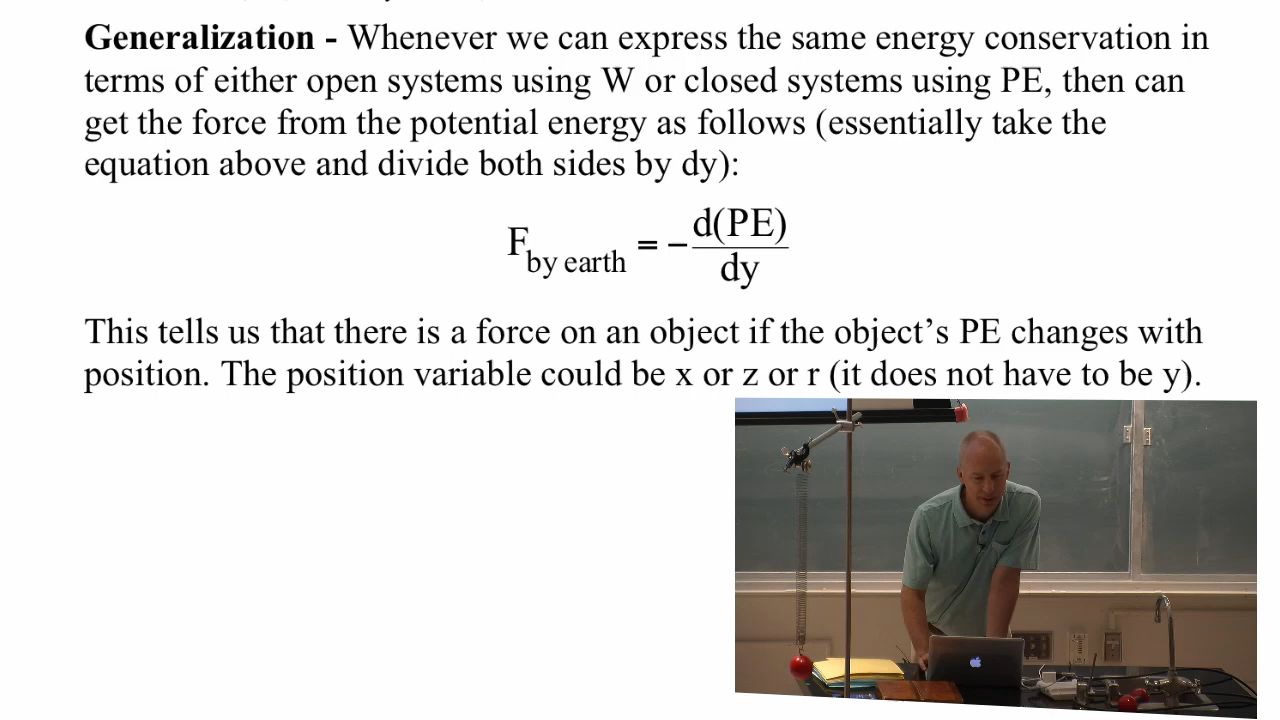 Generalization - Whenever we can express the same energy conservation in
terms of either open systems using W or closed systems using PE, then can
get the force from the potential energy as follows (essentially take the
equation above and divide both sides by dy):
F by earth = − d(PE) / dy
This tells us that there is a force on an object if the object’s PE changes with
position. The position variable could be x or z or r (it does not have to be y).